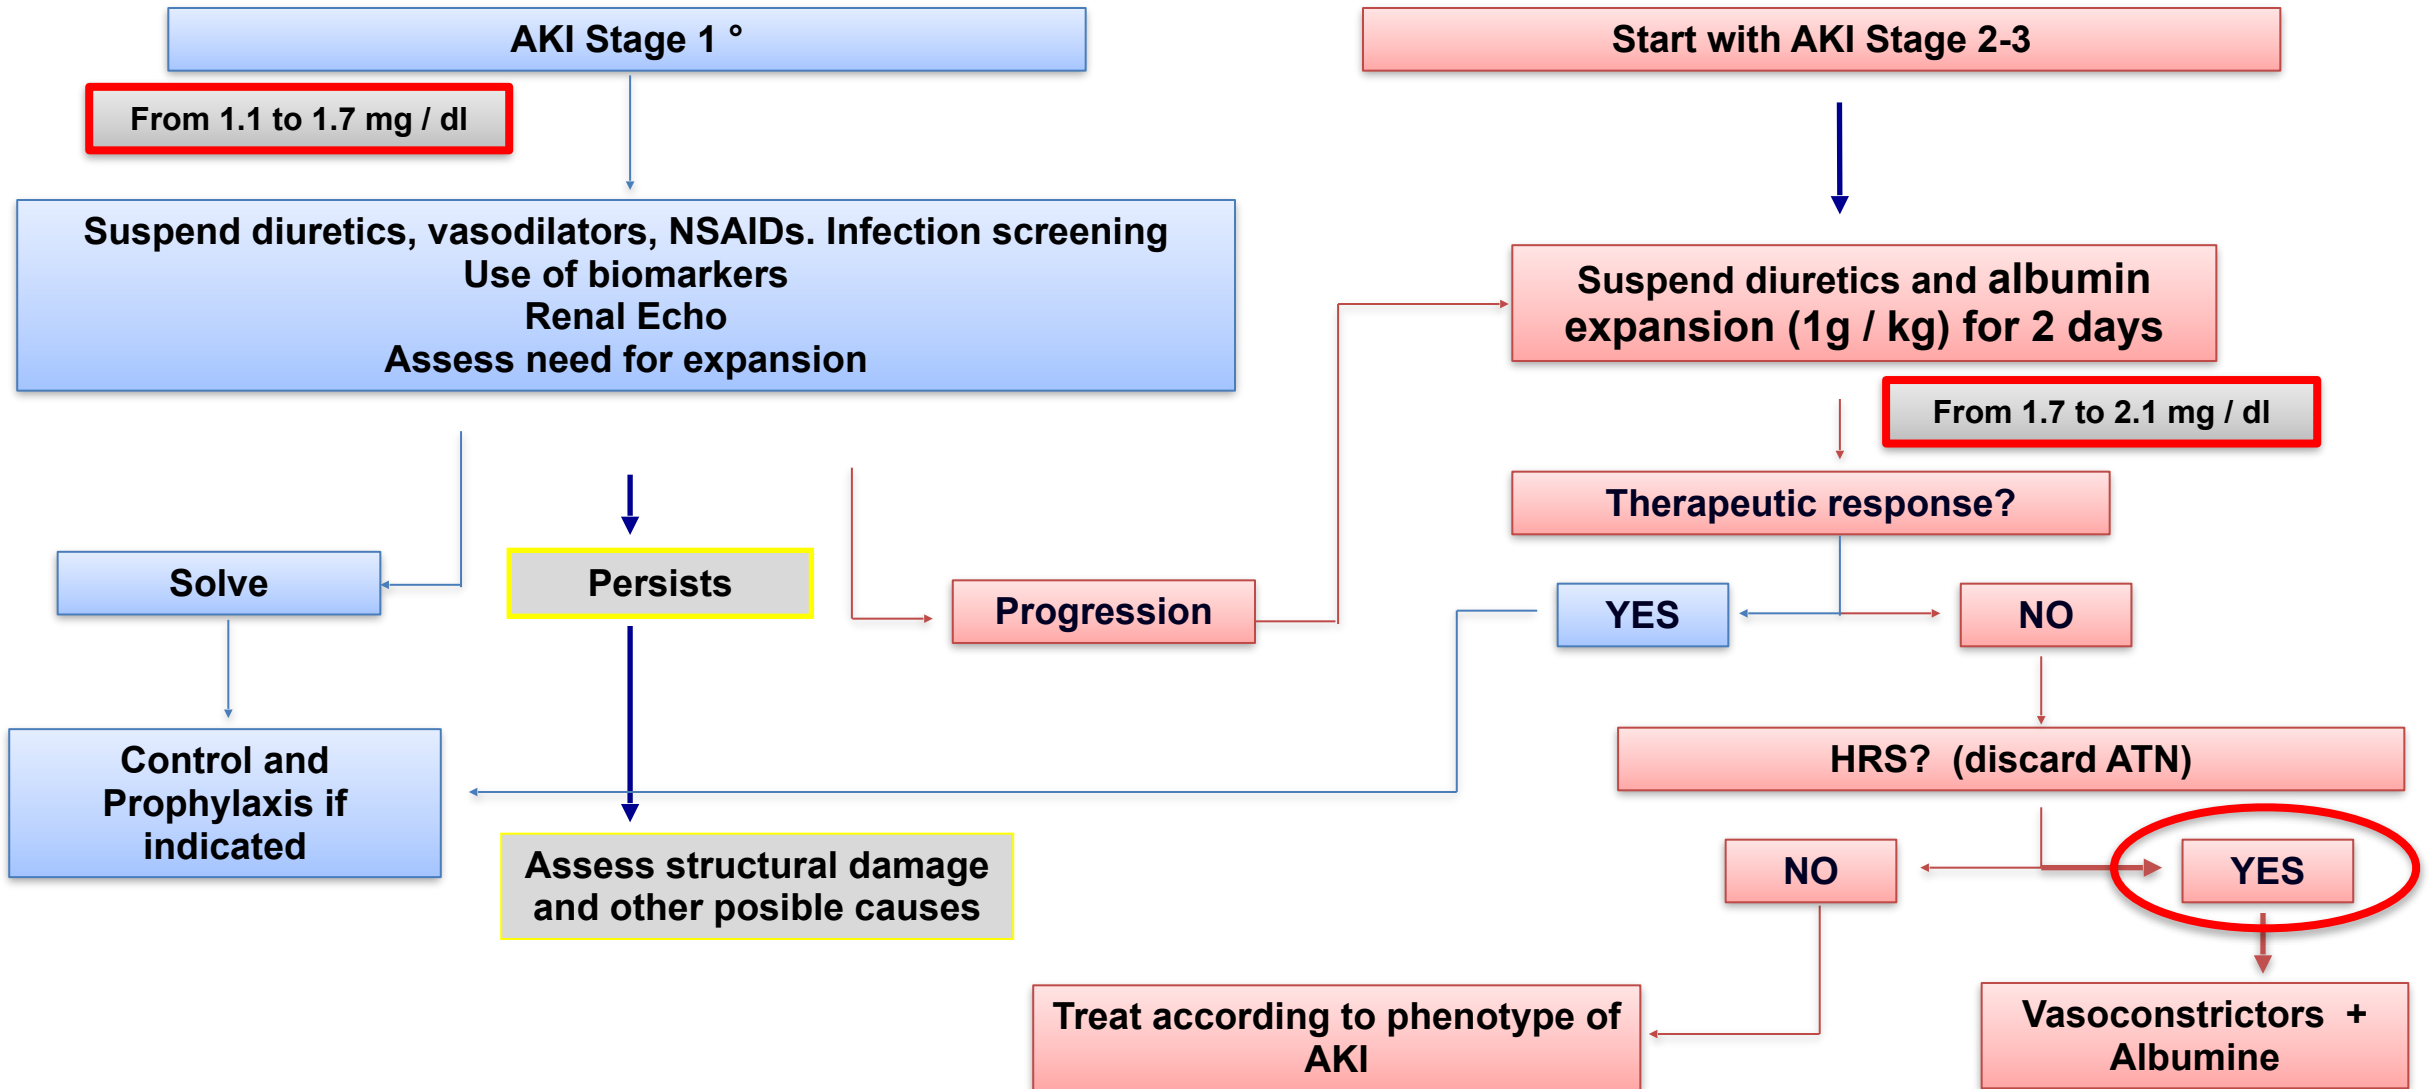 AKI Stage 1 °
Start with AKI Stage 2-3
From 1.1 to 1.7 mg / dl
Suspend diuretics, vasodilators, NSAIDs. Infection screening
Use of biomarkers
Renal Echo
Assess need for expansion
Suspend diuretics and albumin
expansion (1g / kg) for 2 days
From 1.7 to 2.1 mg / dl
Therapeutic response?
Solve
Persists
Progression
YES
NO
Control and
Prophylaxis if
indicated
HRS? (discard ATN)
Assess structural damage
and other posible causes
NO
YES
Treat according to phenotype of
AKI
Vasoconstrictors +
Albumine